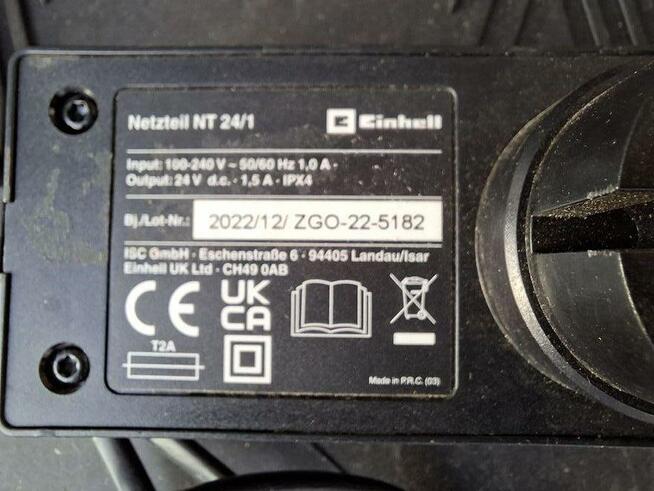 Netzteil NT 24/1
Einhell
Input: 100-240 V ~ 50/60 Hz 1,0 A ·
Output: 24 V d.c. · 1,5 A · IPX4
Bj./Lot-Nr.: 2022/12/ ZGO-22-5182
ISC GmbH · Eschenstraße 6 · 94405 Landau/Isar
Einhell UK Ltd · CH49 0AB
CE
UK
CA
T2A
Made in P.R.C. (03)